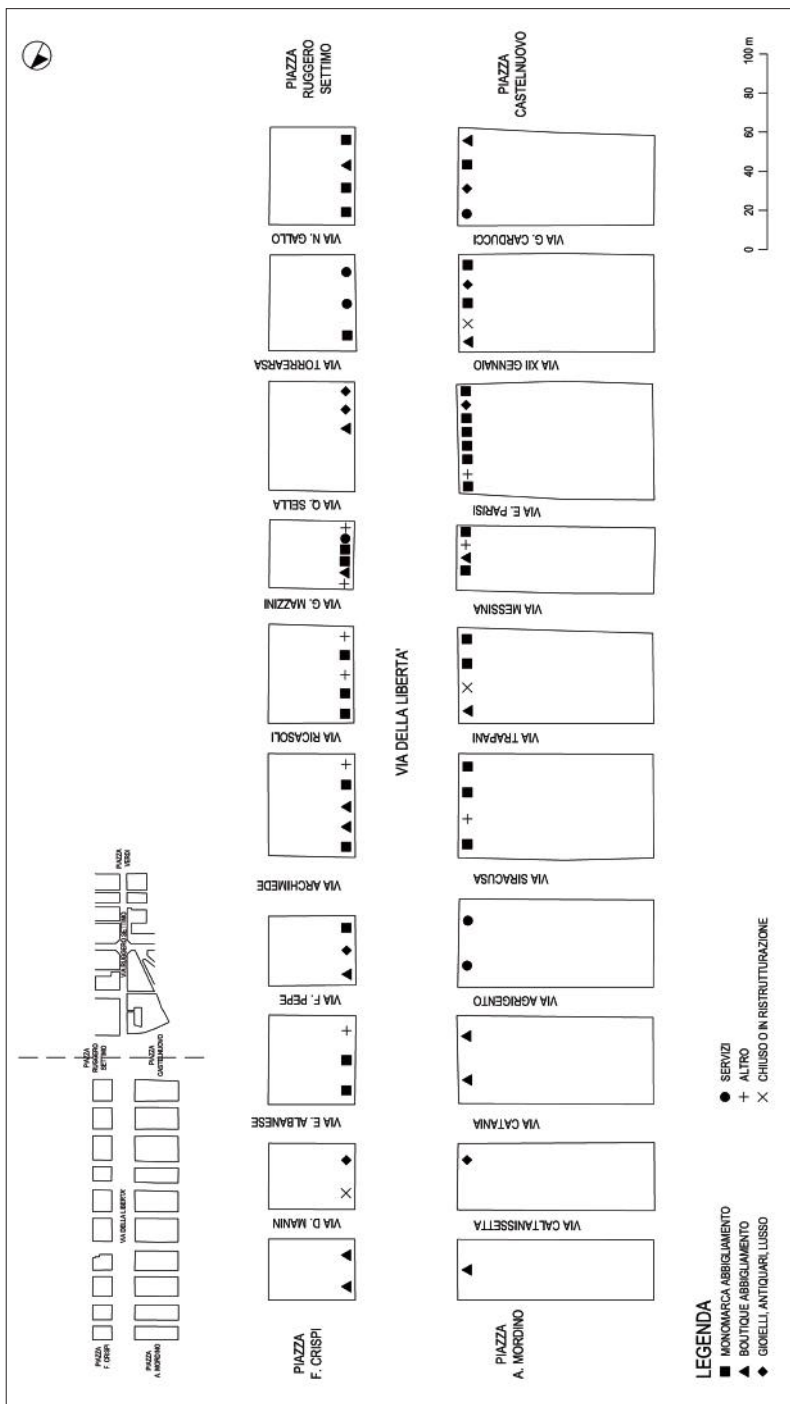 PIAZZA
RUGGERO
SETTIMO
PIAZZA
CASTELNUOVO
VIA N. GALLO
VIA TORREARSA
VIA Q. SELLA
VIA G. MAZZINI
VIA RICASOLI
VIA ARCHIMEDE
VIA F. PEPE
VIA E. ALBANESE
VIA D. MANIN
VIA DELLA LIBERTA'
VIA G. CARDUCCI
VIA XII GENNAIO
VIA E. PARISI
VIA MESSINA
VIA TRAPANI
VIA SIRACUSA
VIA AGRIGENTO
VIA CATANIA
VIA CALTANISSETTA
PIAZZA
F. CRISPI
PIAZZA
A. MORDINO
PIAZZA
F. CRISPI
PIAZZA
A. MORDINO
VIA DELLA LIBERTA'
PIAZZA
RUGGERO
SETTIMO
PIAZZA
CASTELNUOVO
VIA RUGGERO SETTIMO
PIAZZA
VERDI
LEGENDA
MONOMARCA ABBIGLIAMENTO
BOUTIQUE ABBIGLIAMENTO
GIOIELLI, ANTIQUARI, LUSSO
SERVIZI
ALTRO
CHIUSO O IN RISTRUTTURAZIONE
0 20 40 60 80 100 m